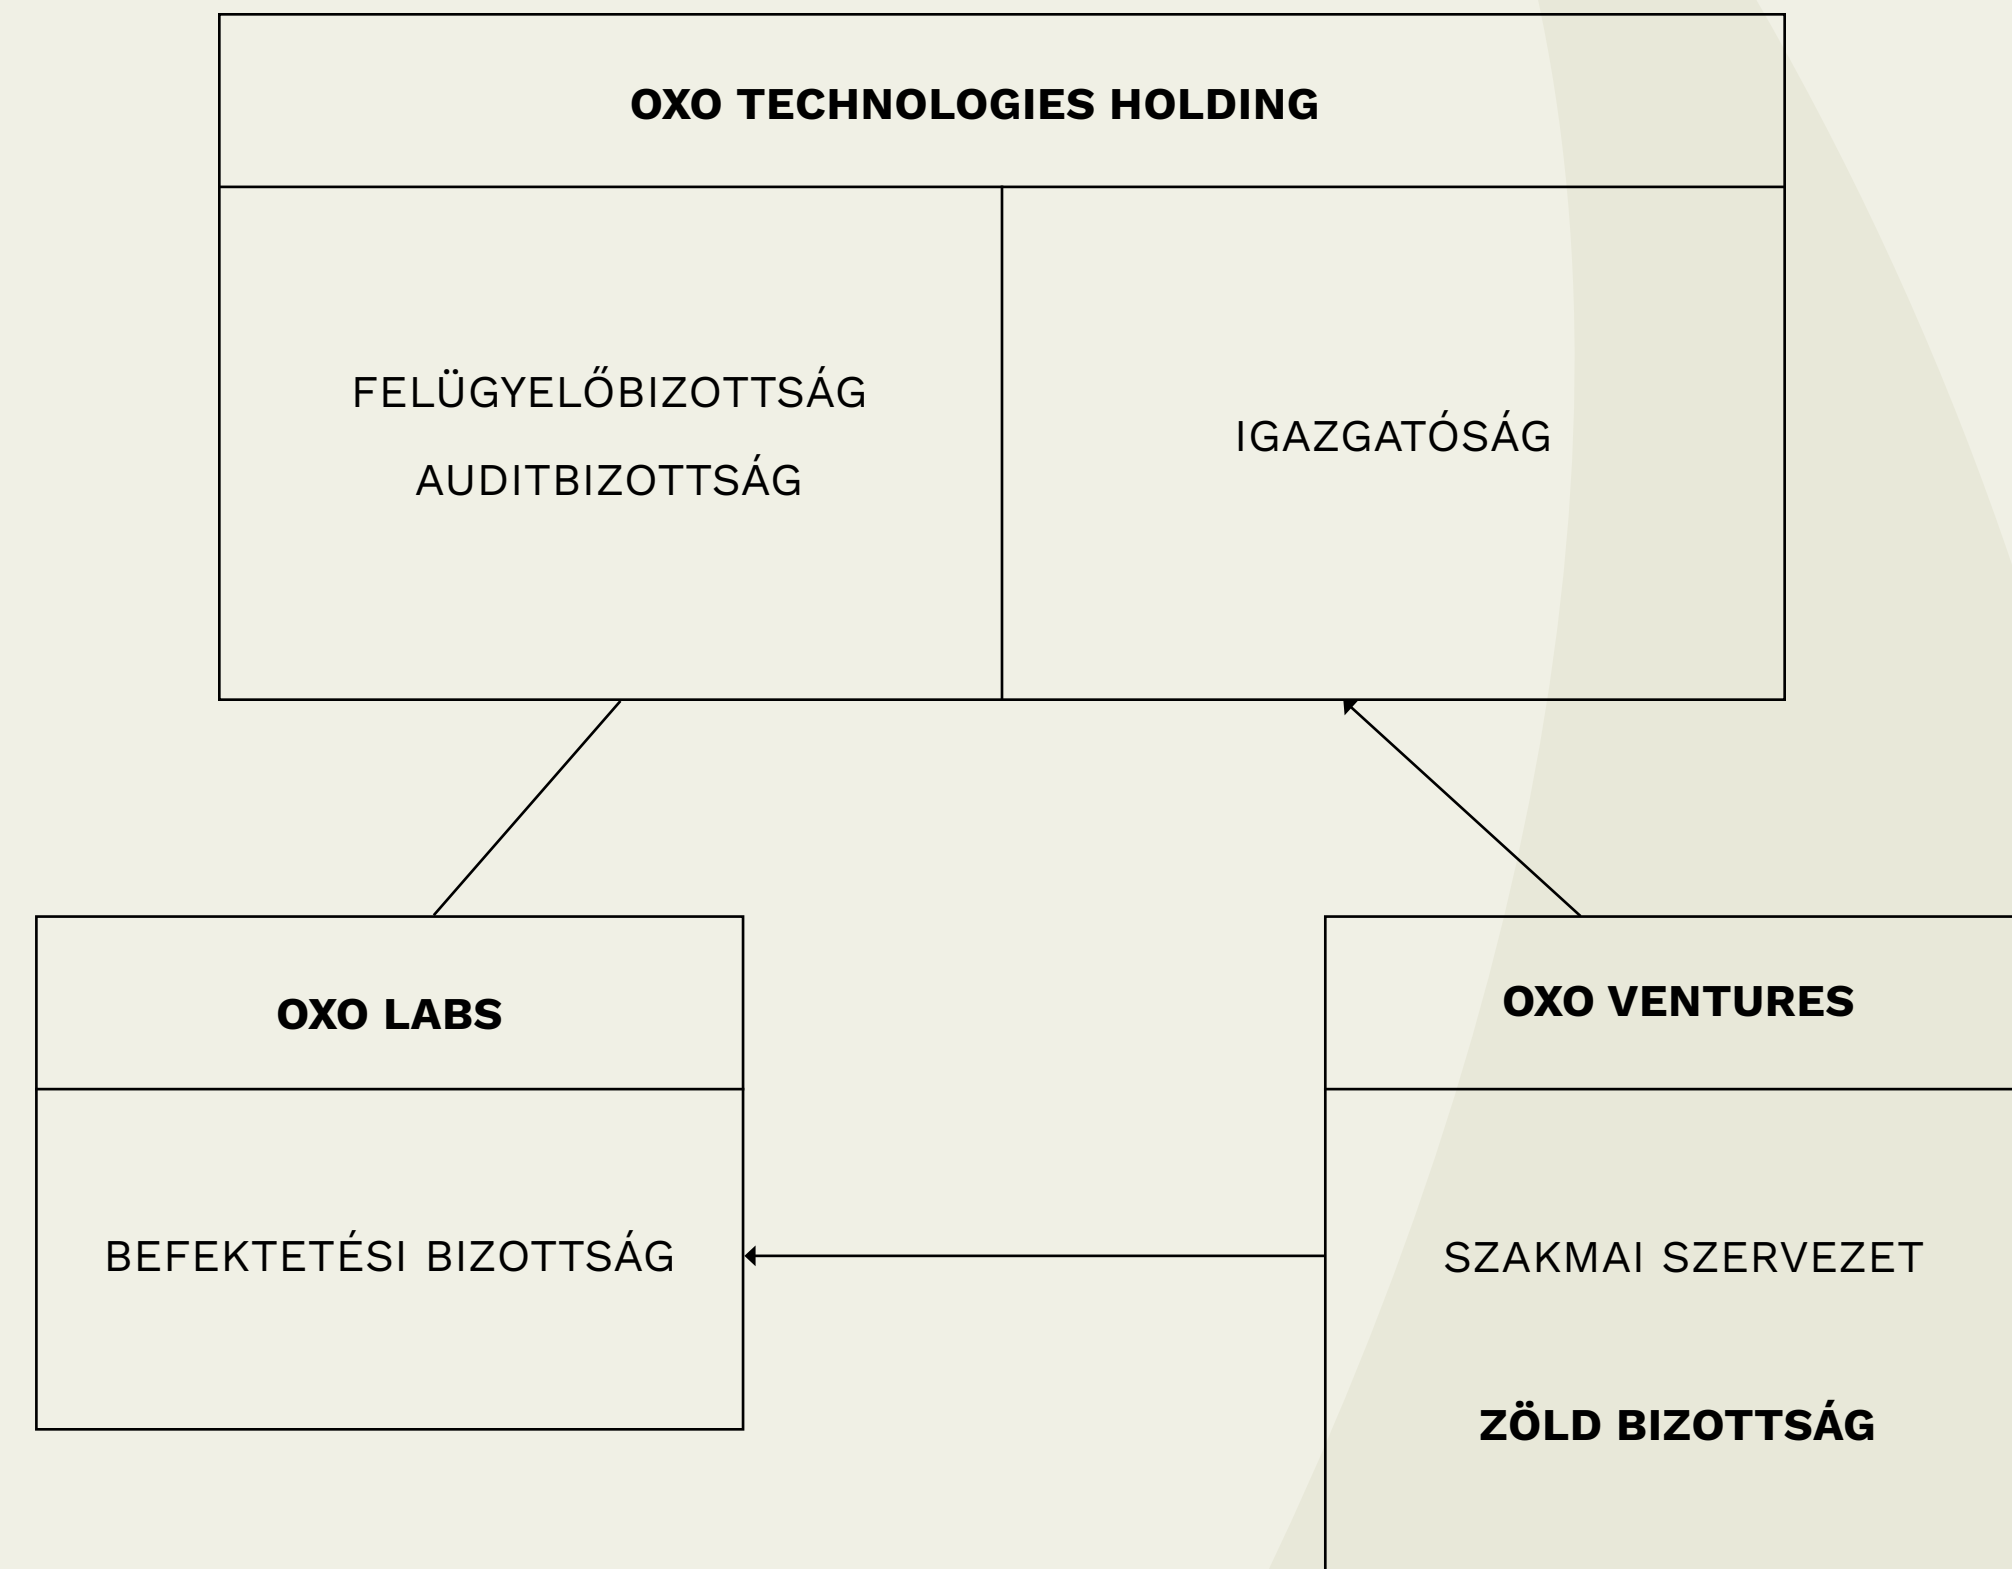 OXO TECHNOLOGIES HOLDING
FELÜGYELŐBIZOTTSÁG
AUDITBIZOTTSÁG
IGAZGATÓSÁG
OXO LABS
BEFEKTETÉSI BIZOTTSÁG
OXO VENTURES
SZAKMAI SZERVEZET
ZÖLD BIZOTTSÁG